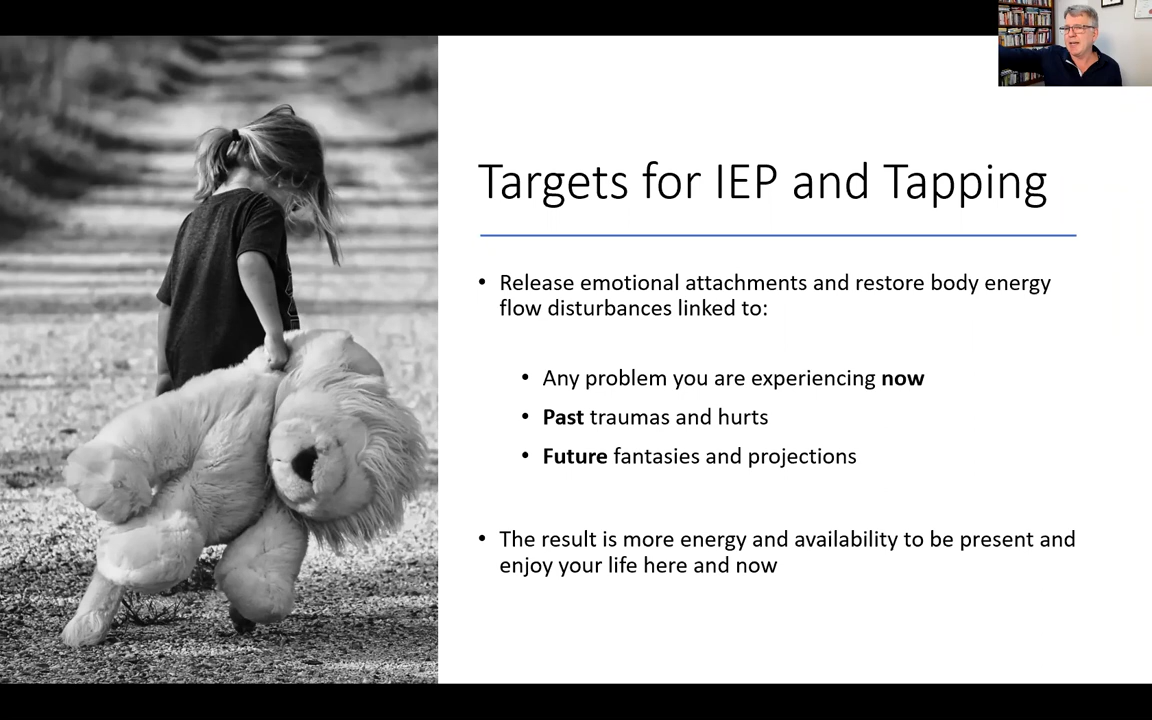 Targets for IEP and Tapping
• Release emotional attachments and restore body energy
flow disturbances linked to:
• Any problem you are experiencing now
• Past traumas and hurts
• Future fantasies and projections
• The result is more energy and availability to be present and
enjoy your life here and now